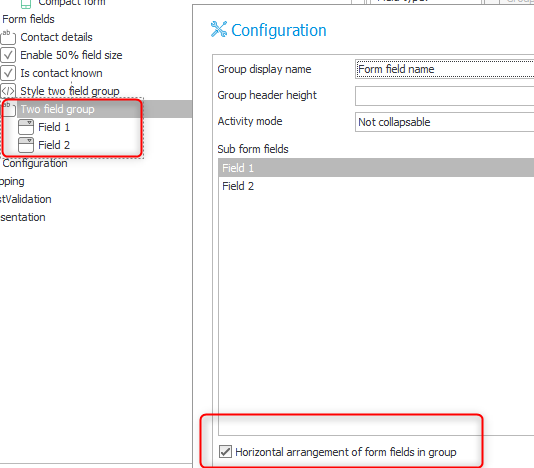 Compact form
Form fields
ab Contact details
Enable 50% field size
Is contact known
Style two field group
ab Two field group
Field 1
Field 2
Configuration
pping
stValidation
sentation
Configuration
Group display name
Form field name
Group header height
Activity mode
Not collapsable
Sub form fields
Field 1
Field 2
Horizontal arrangement of form fields in group